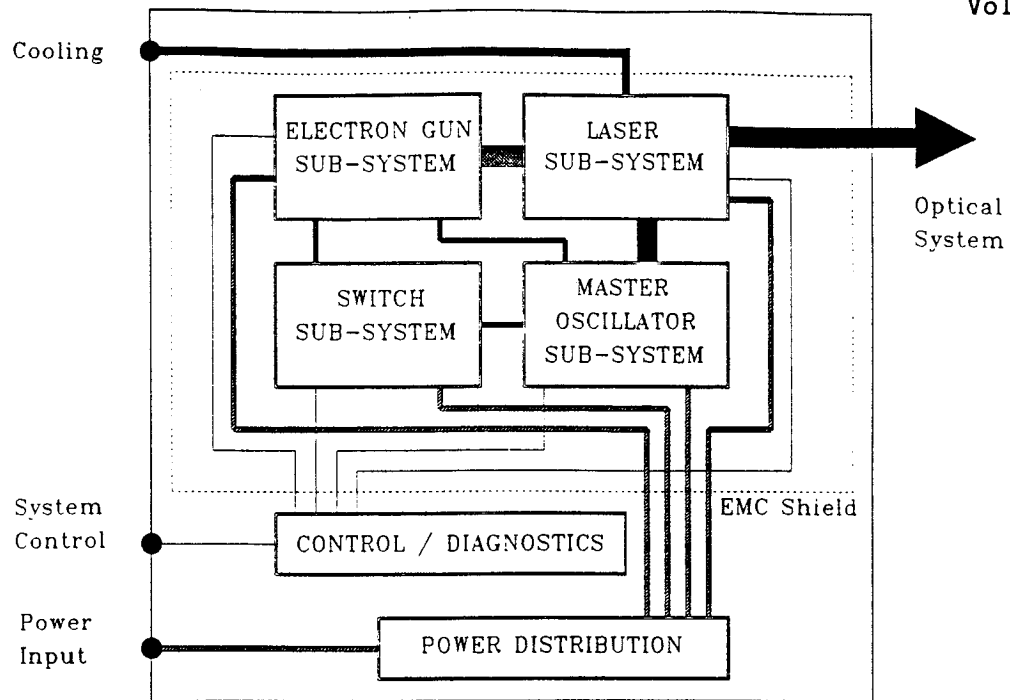 Vol
Cooling
ELECTRON GUN
SUB-SYSTEM
LASER
SUB-SYSTEM
Optical
System
SWITCH
SUB-SYSTEM
MASTER
OSCILLATOR
SUB-SYSTEM
EMC Shield
System
Control
CONTROL / DIAGNOSTICS
Power
Input
POWER DISTRIBUTION